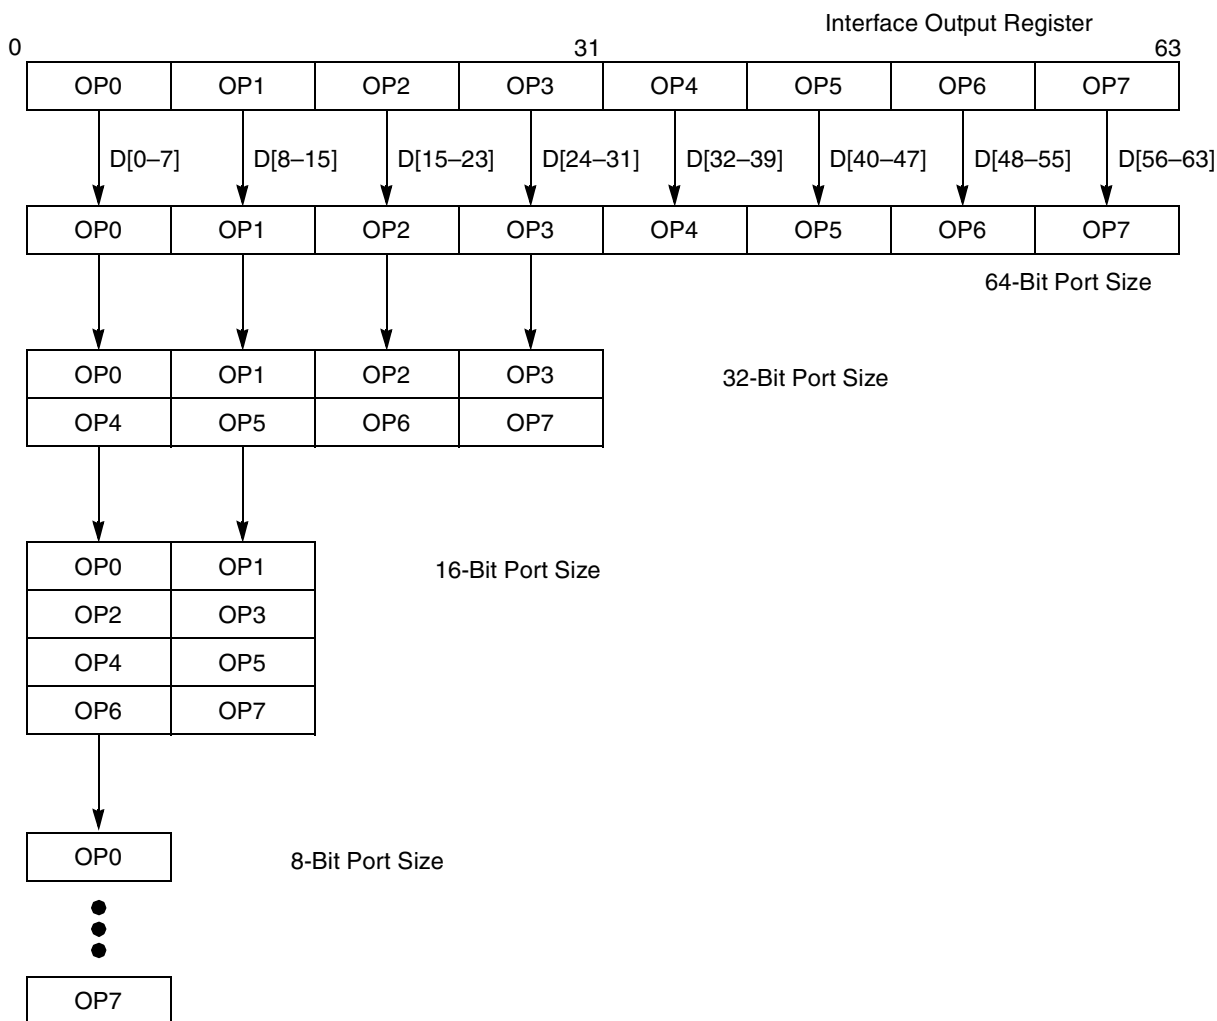 Interface Output Register
0 31 63
OP0 OP1 OP2 OP3 OP4 OP5 OP6 OP7
D[0–7] D[8–15] D[15–23] D[24–31] D[32–39] D[40–47] D[48–55] D[56–63]
OP0 OP1 OP2 OP3 OP4 OP5 OP6 OP7
64-Bit Port Size
OP0 OP1 OP2 OP3 32-Bit Port Size
OP4 OP5 OP6 OP7
OP0 OP1 16-Bit Port Size
OP2 OP3
OP4 OP5
OP6 OP7
OP0 8-Bit Port Size
OP7